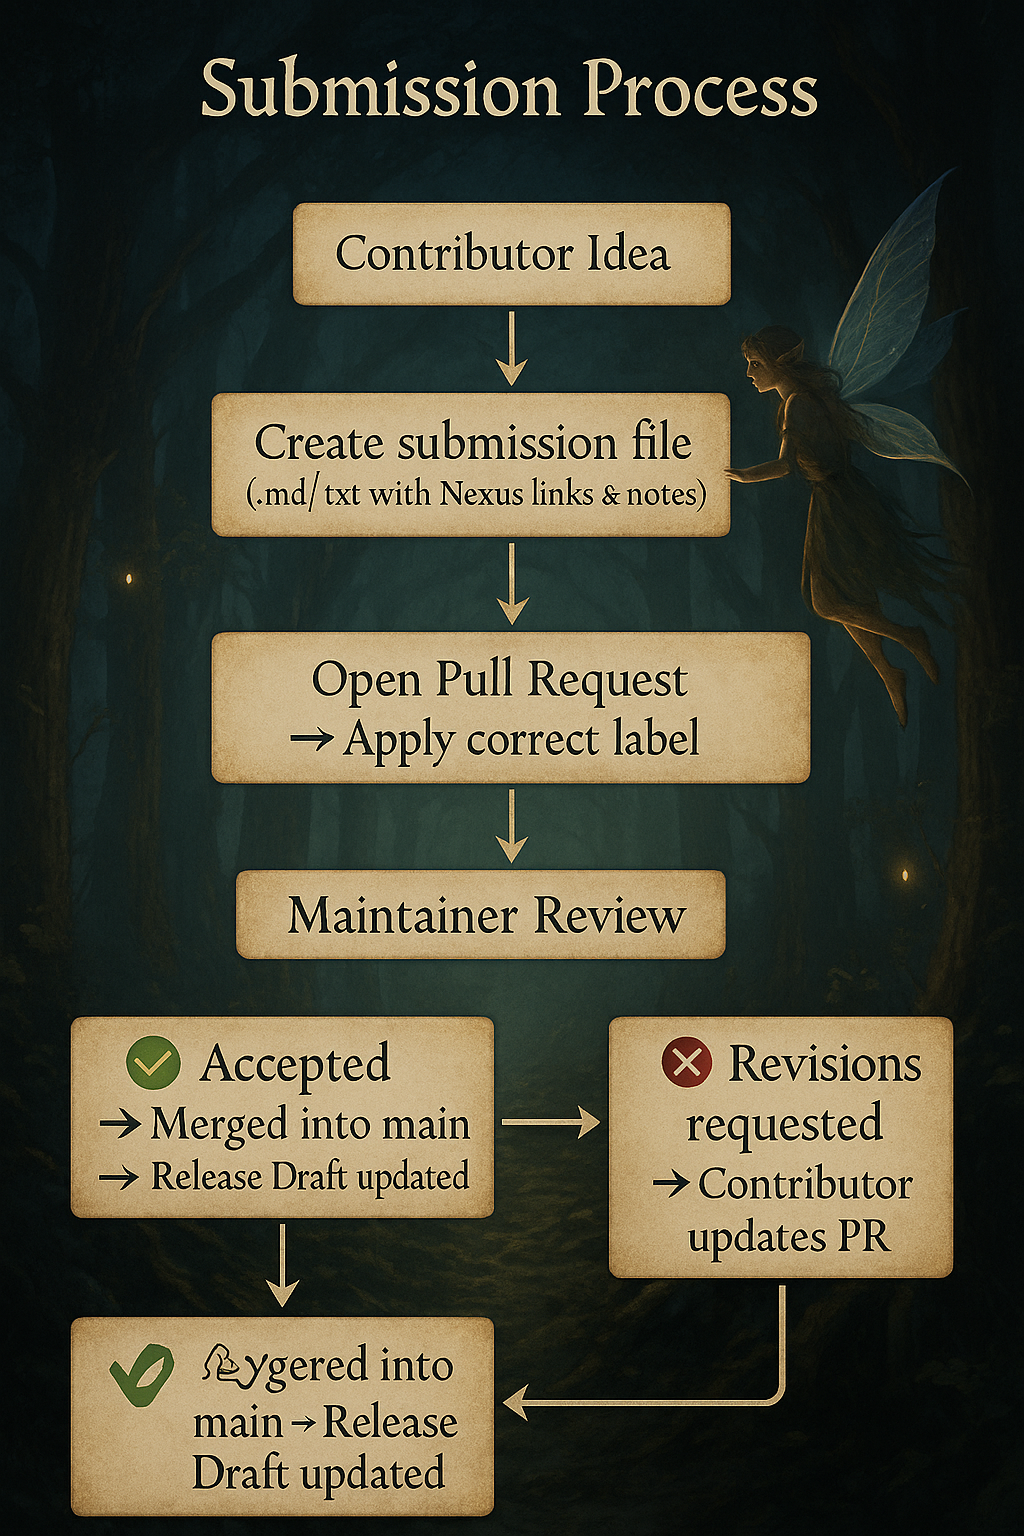 Submission Process
Contributor Idea
Create submission file
(.md/txt with Nexus links & notes)
Open Pull Request
→ Apply correct label
Maintainer Review
Accepted
→ Merged into main
→ Release Draft updated
Revisions
requested
→ Contributor
updates PR
into
main → Release
Draft updated